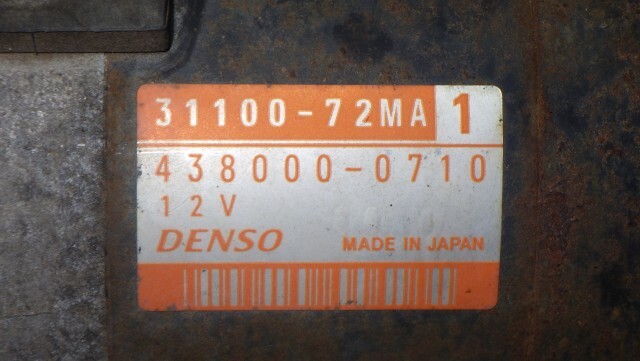 31100-72MA 1
438000-0710
12V
DENSO MADE IN JAPAN